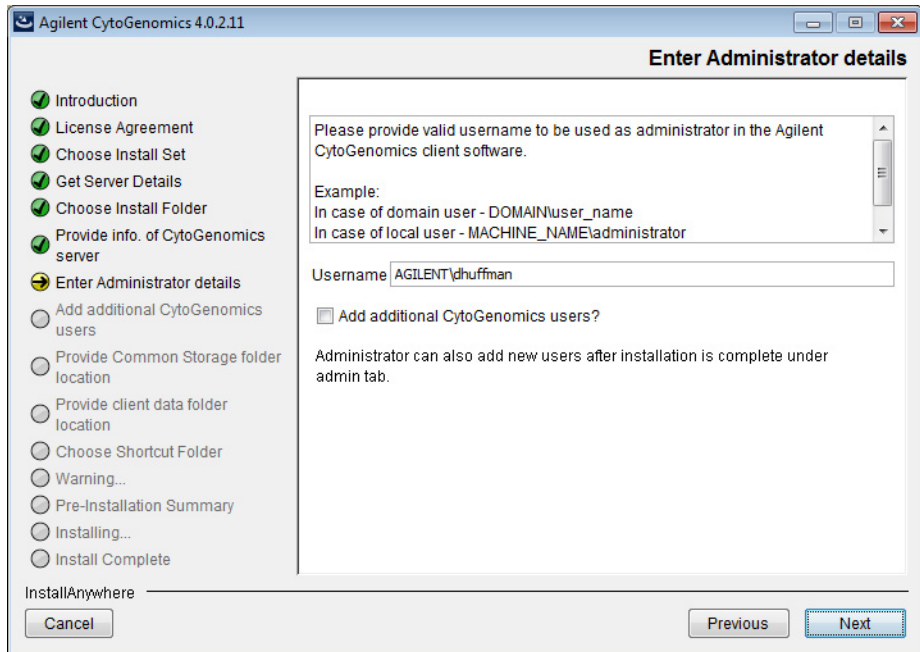 Agilent CytoGenomics 4.0.2.11
Enter Administrator details
Introduction
License Agreement
Choose Install Set
Get Server Details
Choose Install Folder
Provide info. of CytoGenomics
server
Enter Administrator details
Add additional CytoGenomics
users
Provide Common Storage folder
location
Provide client data folder
location
Choose Shortcut Folder
Warning...
Pre-Installation Summary
Installing...
Install Complete
Please provide valid username to be used as administrator in the Agilent
CytoGenomics client software.
Example:
In case of domain user - DOMAIN\user_name
In case of local user - MACHINE_NAME\administrator
Username AGILENT\dhuffman
Add additional CytoGenomics users?
Administrator can also add new users after installation is complete under
admin tab.
InstallAnywhere
Cancel
Previous
Next